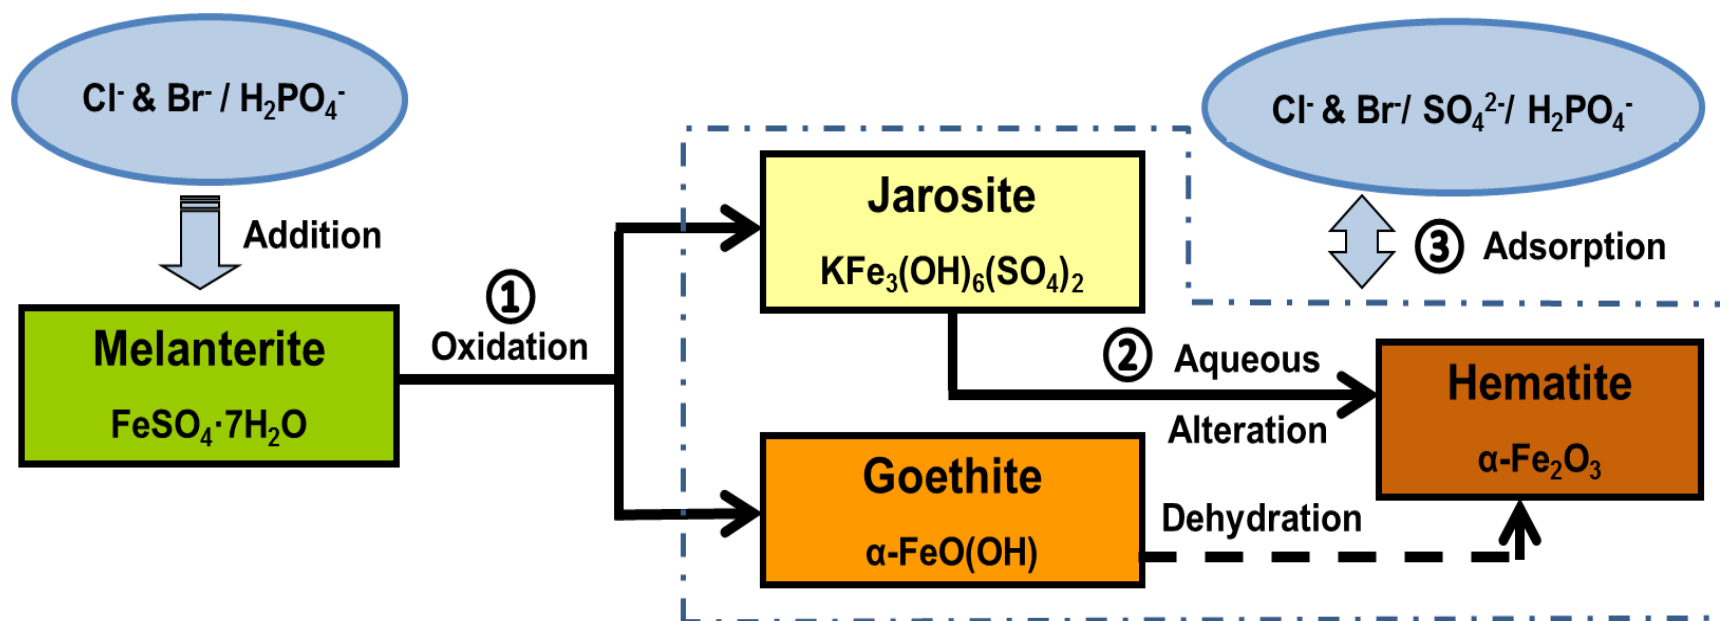 Cl⁻ & Br⁻ / H₂PO₄⁻
Addition
Melanterite
FeSO₄·7H₂O
① Oxidation
Jarosite
KFe₃(OH)₆(SO₄)₂
Goethite
α-FeO(OH)
② Aqueous
Alteration
Dehydration
Hematite
α-Fe₂O₃
Cl⁻ & Br⁻/ SO₄²⁻/ H₂PO₄⁻
③ Adsorption